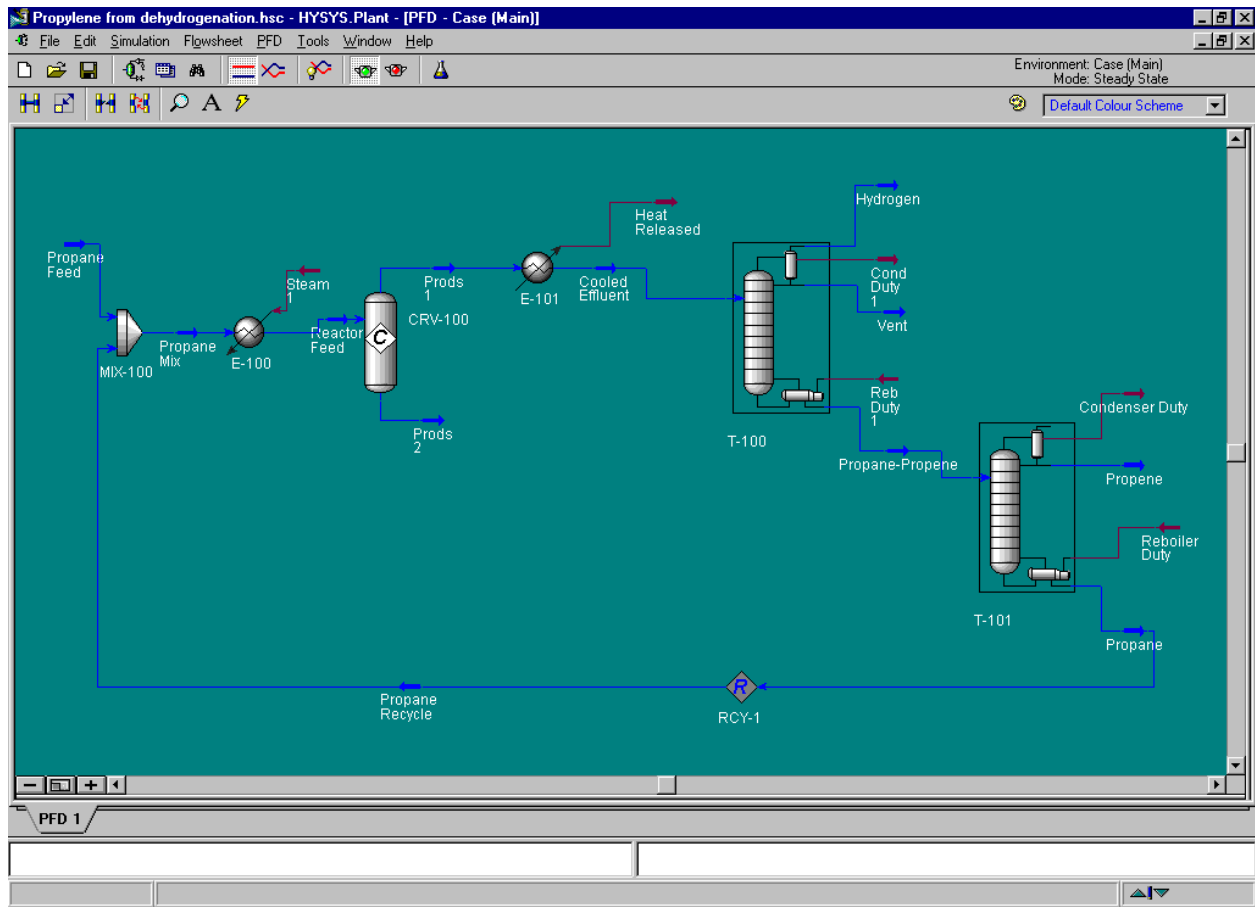 Propylene from dehydrogenation.hsc - HYSYS.Plant - [PFD - Case (Main)]
File Edit Simulation Flowsheet PFD Tools Window Help
Environment: Case (Main)
Mode: Steady State
A
Default Colour Scheme
Hydrogen
Heat
Released
Propane
Feed
Steam
1
Prods
1
E-101
Cooled
Effluent
Cond
Duty
1
Vent
CRV-100
C
Reactor
Feed
Propane
Mix
E-100
MIX-100
Reb
Duty
1
Prods
2
T-100
Condenser Duty
Propane-Propene
Propene
Reboiler
Duty
T-101
Propane
R
Propane
Recycle
RCY-1
PFD 1